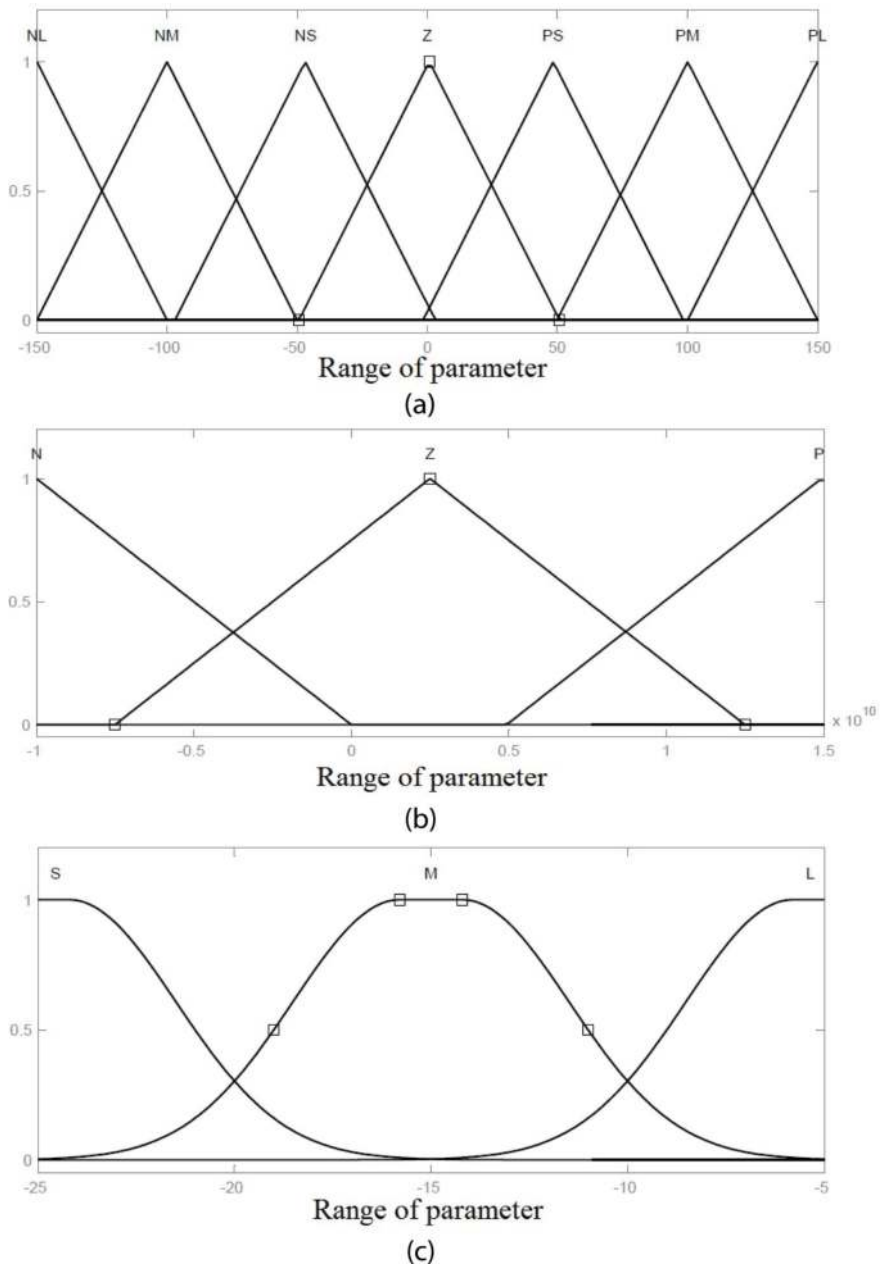 NL NM NS Z PS PM PL
1
0.5
0
-150 -100 -50 0 50 100 150
Range of parameter
(a)
N Z P
1
0.5
0
x 10^10
-1 -0.5 0 0.5 1 1.5
Range of parameter
(b)
S M L
1
0.5
0
-25 -20 -15 -10 -5
Range of parameter
(c)